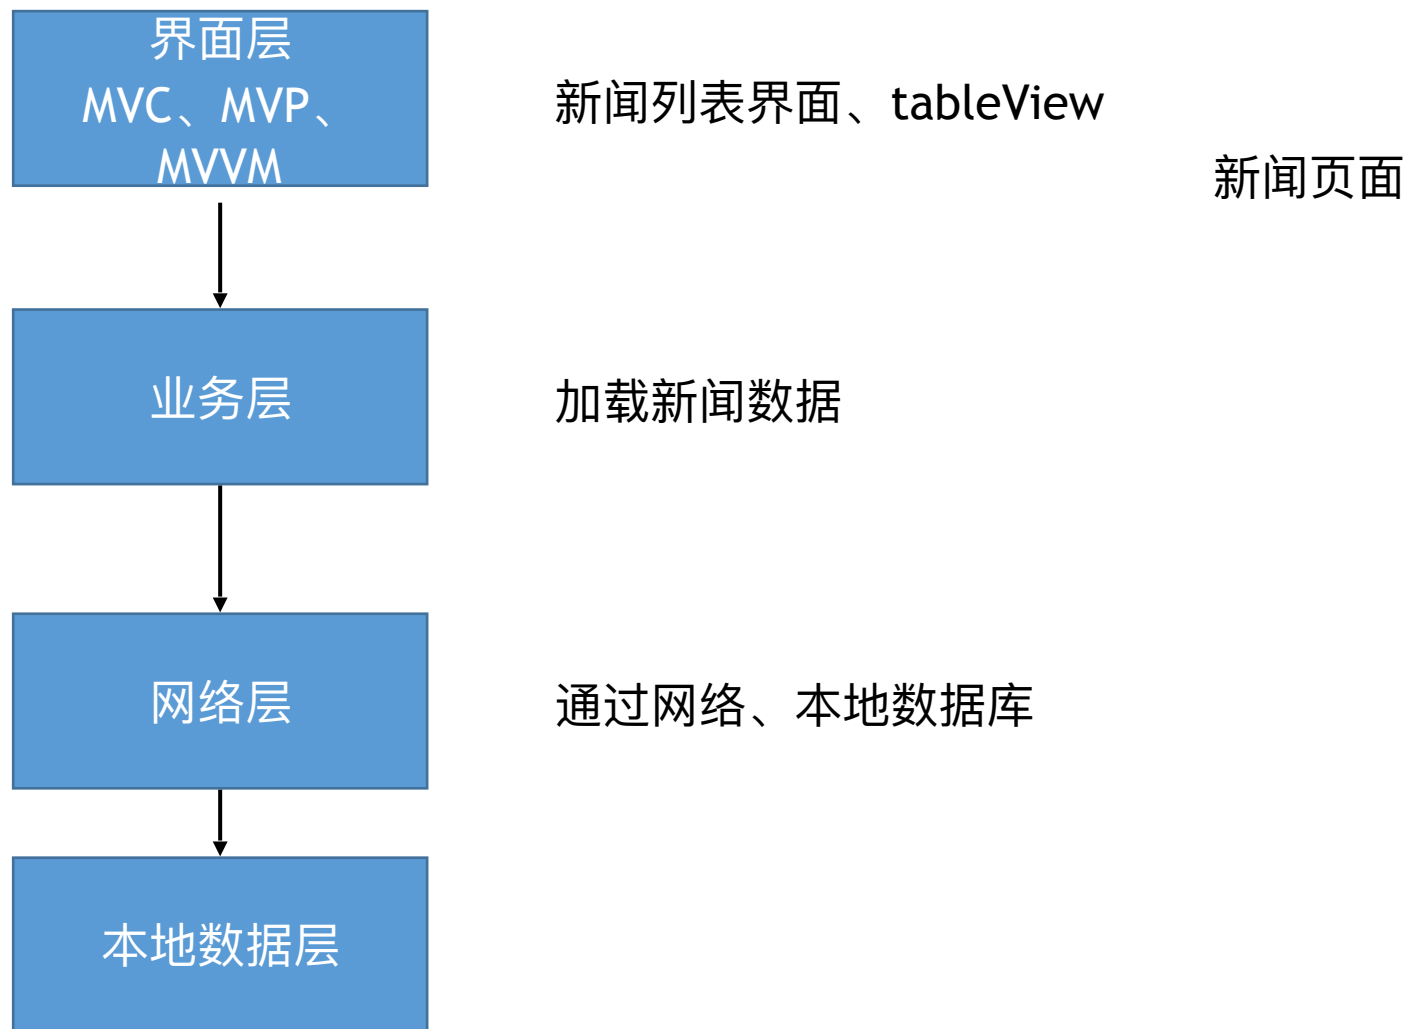 界面层
MVC、MVP、
MVVM
新闻列表界面、tableView
新闻页面
业务层
加载新闻数据
网络层
通过网络、本地数据库
本地数据层